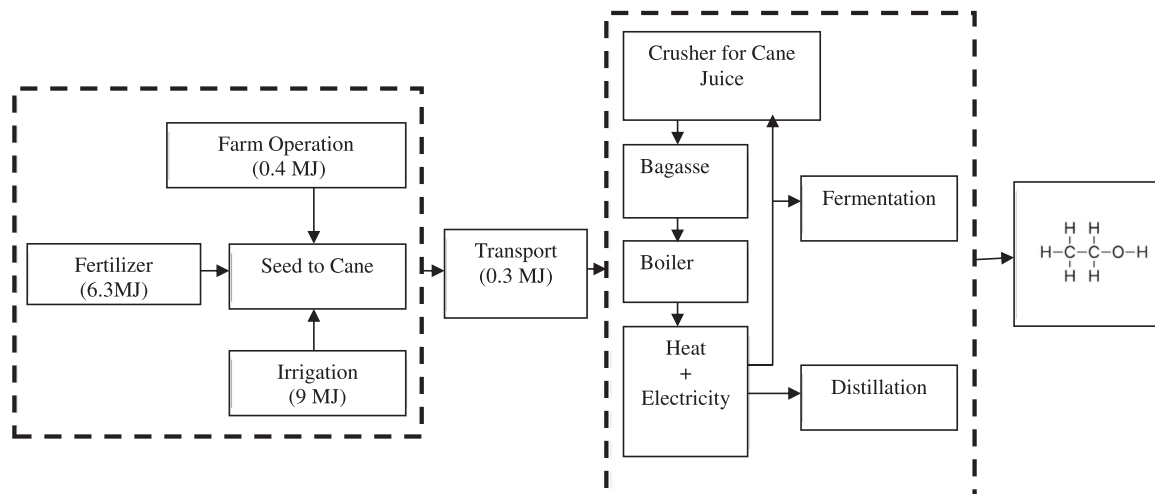 Farm Operation
(0.4 MJ)
Fertilizer
(6.3MJ)
Seed to Cane
Irrigation
(9 MJ)
Transport
(0.3 MJ)
Crusher for Cane
Juice
Bagasse
Boiler
Heat
+
Electricity
Fermentation
Distillation
H H
H–C–C–O–H
H H